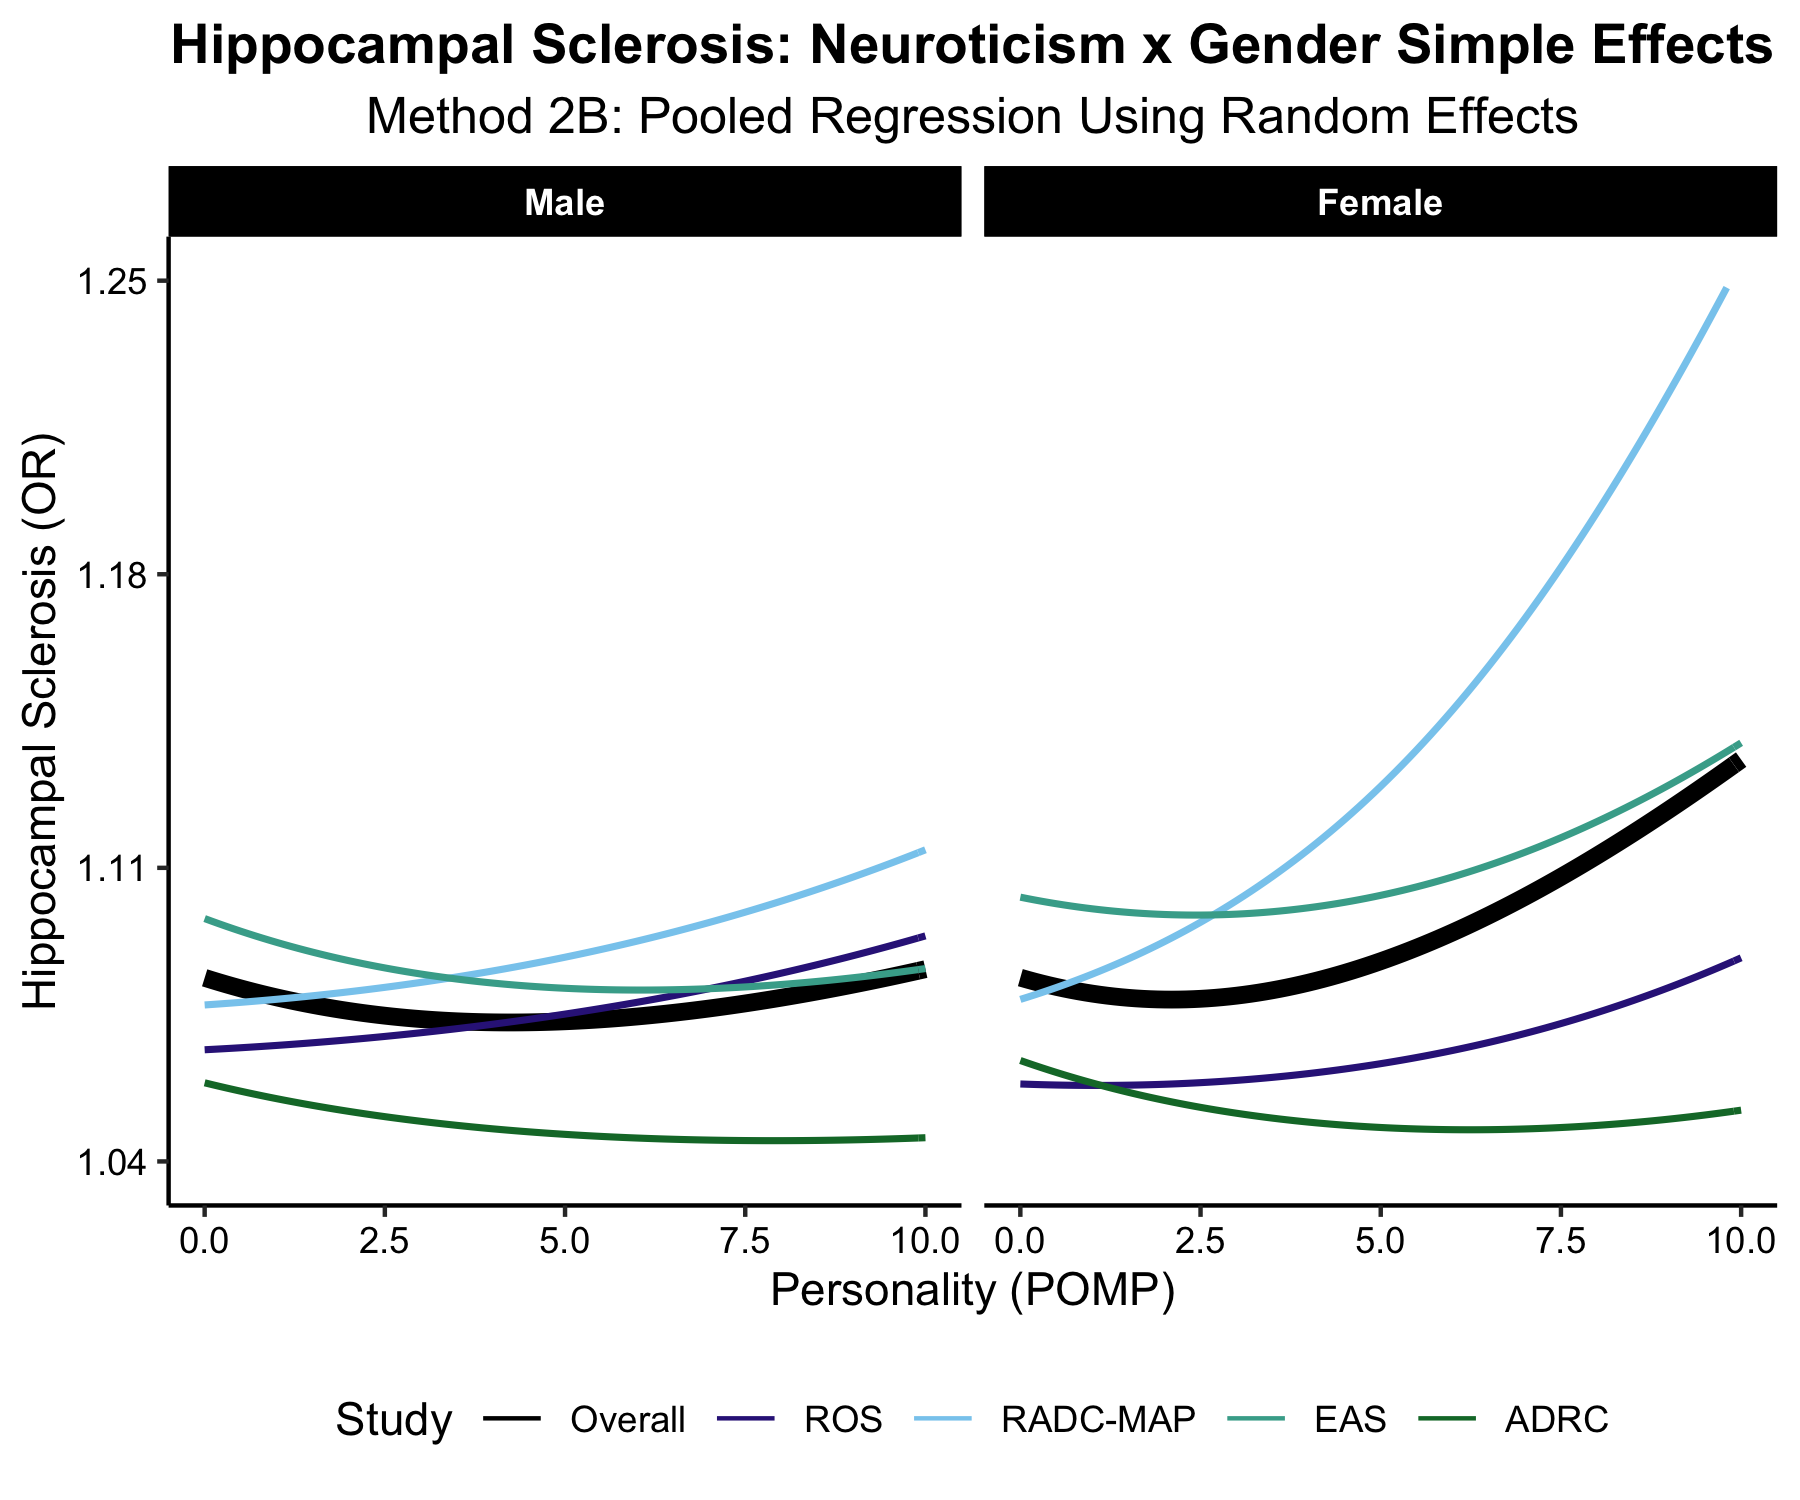 Hippocampal Sclerosis: Neuroticism x Gender Simple Effects
Method 2B: Pooled Regression Using Random Effects
Male
Female
Hippocampal Sclerosis (OR)
1.25
1.18
1.11
1.04
0.0 2.5 5.0 7.5 10.0
0.0 2.5 5.0 7.5 10.0
Personality (POMP)
Study Overall ROS RADC-MAP EAS ADRC